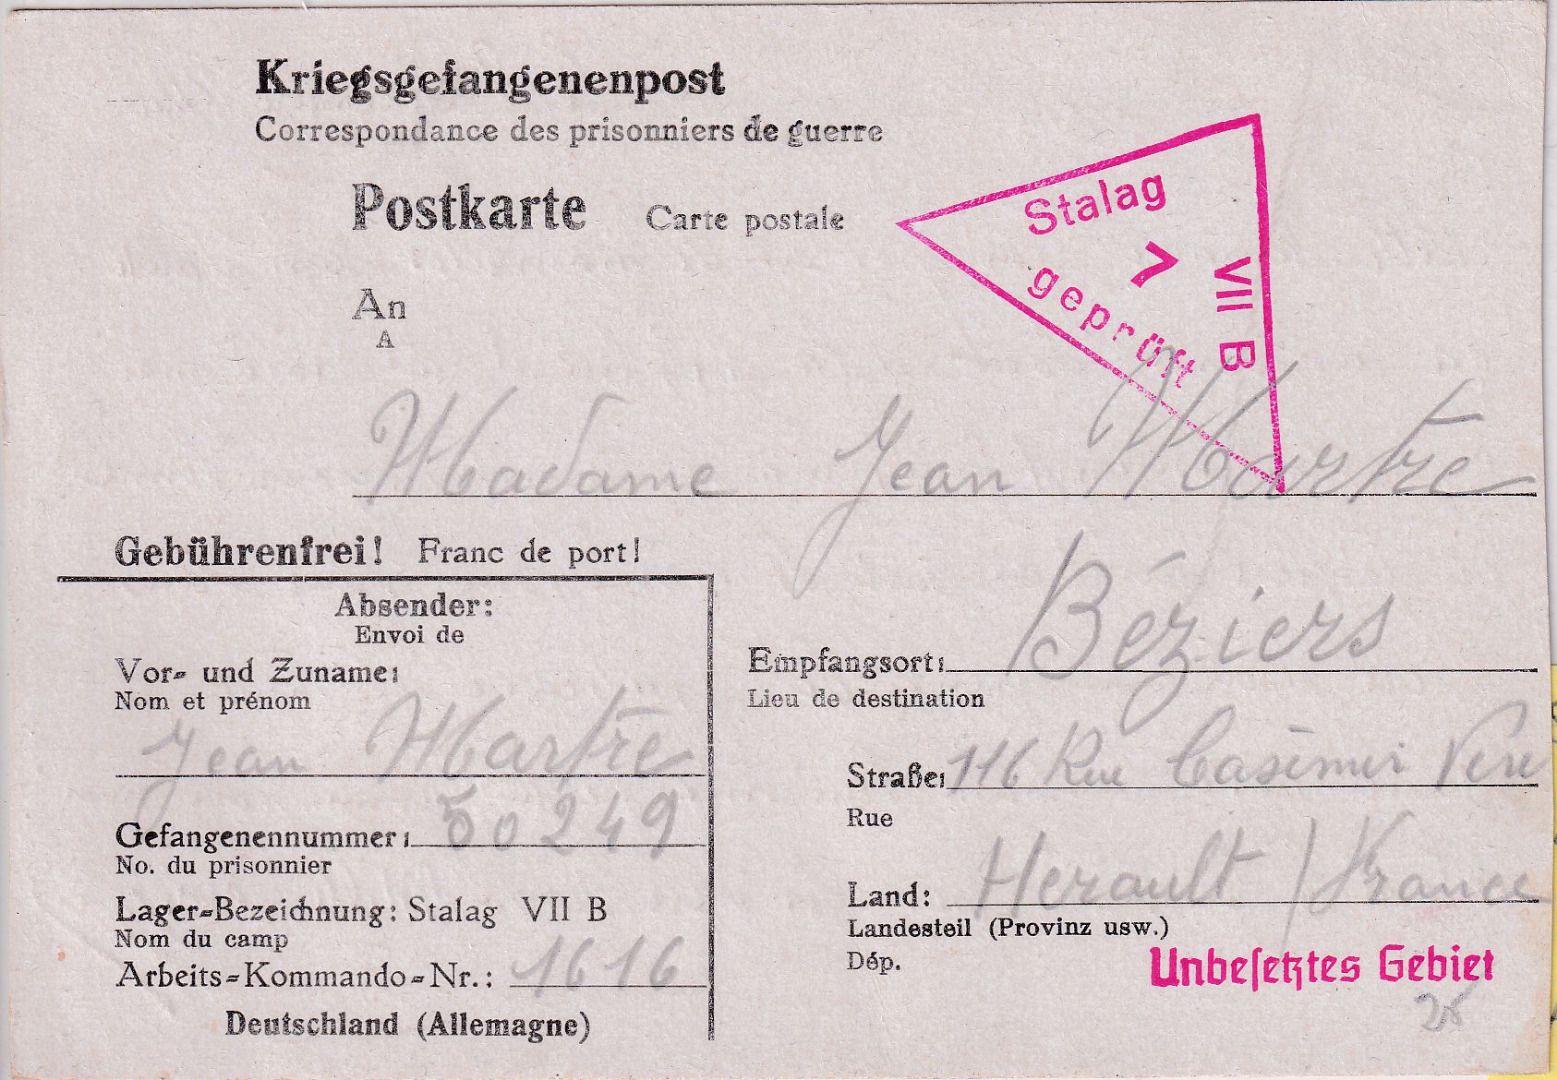 Kriegsgefangenenpost
Correspondance des prisonniers de guerre
Postkarte Carte postale
Stalag
VII B
7
geprüft
An
A
Madame Jean Martre
Gebührenfrei! Franc de port!
Absender:
Envoi de
Vor- und Zuname:
Nom et prénom
Jean Martre
Gefangenennummer: 50249
No. du prisonnier
Lager-Bezeichnung: Stalag VII B
Nom du camp
Arbeits-Kommando-Nr.: 1616
Deutschland (Allemagne)
Empfangsort: Béziers
Lieu de destination
Straße: 116 Rue Casimir
Rue
Land: Herault / France
Landesteil (Provinz usw.)
Dép.
Unbesetztes Gebiet